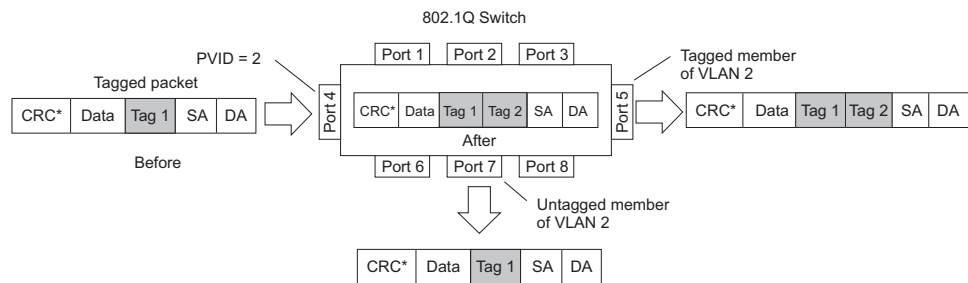 802.1Q Switch
PVID = 2
Port 1 Port 2 Port 3
Tagged member
of VLAN 2
Tagged packet
CRC* Data Tag 1 SA DA
Port 4
CRC* Data Tag 1 Tag 2 SA DA
Port 5
CRC* Data Tag 1 Tag 2 SA DA
Before
After
Port 6 Port 7 Port 8
Untagged member
of VLAN 2
CRC* Data Tag 1 SA DA